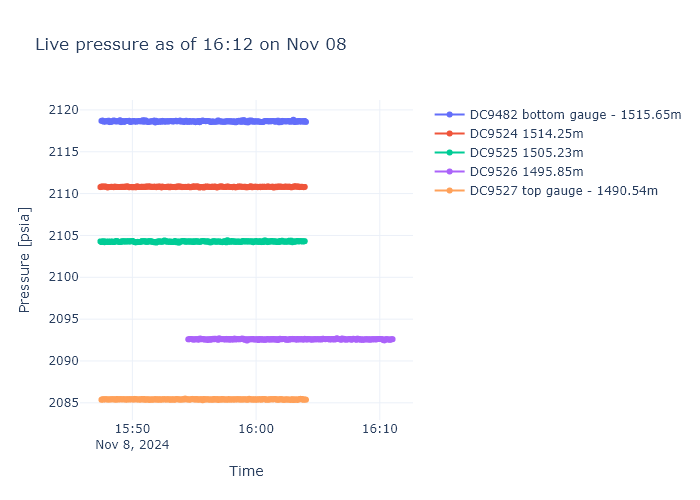 Live pressure as of 16:12 on Nov 08
Pressure [psia]
2120
2115
2110
2105
2100
2095
2090
2085
15:50
Nov 8, 2024
16:00
16:10
Time
DC9482 bottom gauge - 1515.65m
DC9524 1514.25m
DC9525 1505.23m
DC9526 1495.85m
DC9527 top gauge - 1490.54m